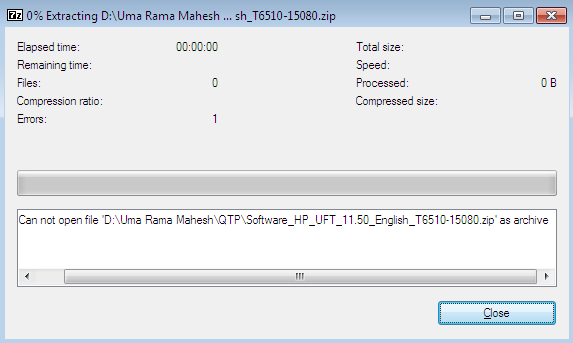 7z 0% Extracting D:\Uma Rama Mahesh ... sh_T6510-15080.zip
Elapsed time: 00:00:00 Total size:
Remaining time: Speed:
Files: 0 Processed: 0 B
Compression ratio: Compressed size:
Errors: 1
Can not open file 'D:\Uma Rama Mahesh\QTP\Software_HP_UFT_11.50_English_T6510-15080.zip' as archive
Close